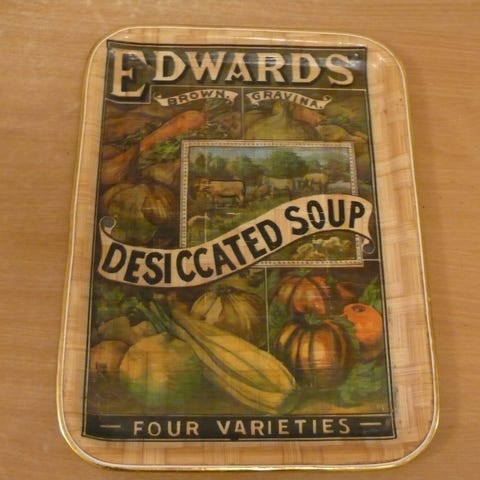 EDWARDS
BROWN, GRAVINA.
DESICCATED SOUP
— FOUR VARIETIES —